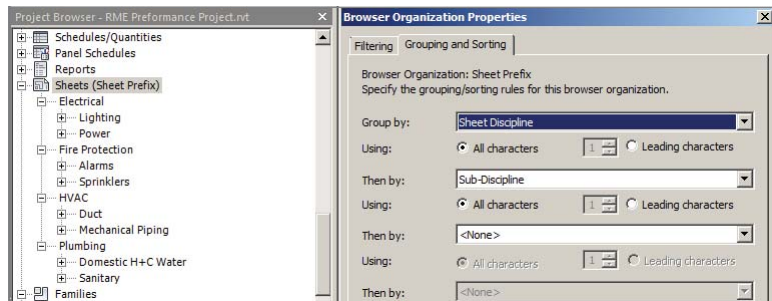 Project Browser - RME Preformance Project.rvt
Schedules/Quantities
Panel Schedules
Reports
Sheets (Sheet Prefix)
Electrical
Lighting
Power
Fire Protection
Alarms
Sprinklers
HVAC
Duct
Mechanical Piping
Plumbing
Domestic H+C Water
Sanitary
Families
Browser Organization Properties
Filtering Grouping and Sorting
Browser Organization: Sheet Prefix
Specify the grouping/sorting rules for this browser organization.
Group by: Sheet Discipline
Using: All characters 1 Leading characters
Then by: Sub-Discipline
Using: All characters 1 Leading characters
Then by: <None>
Using: All characters 1 Leading characters
Then by: <None>